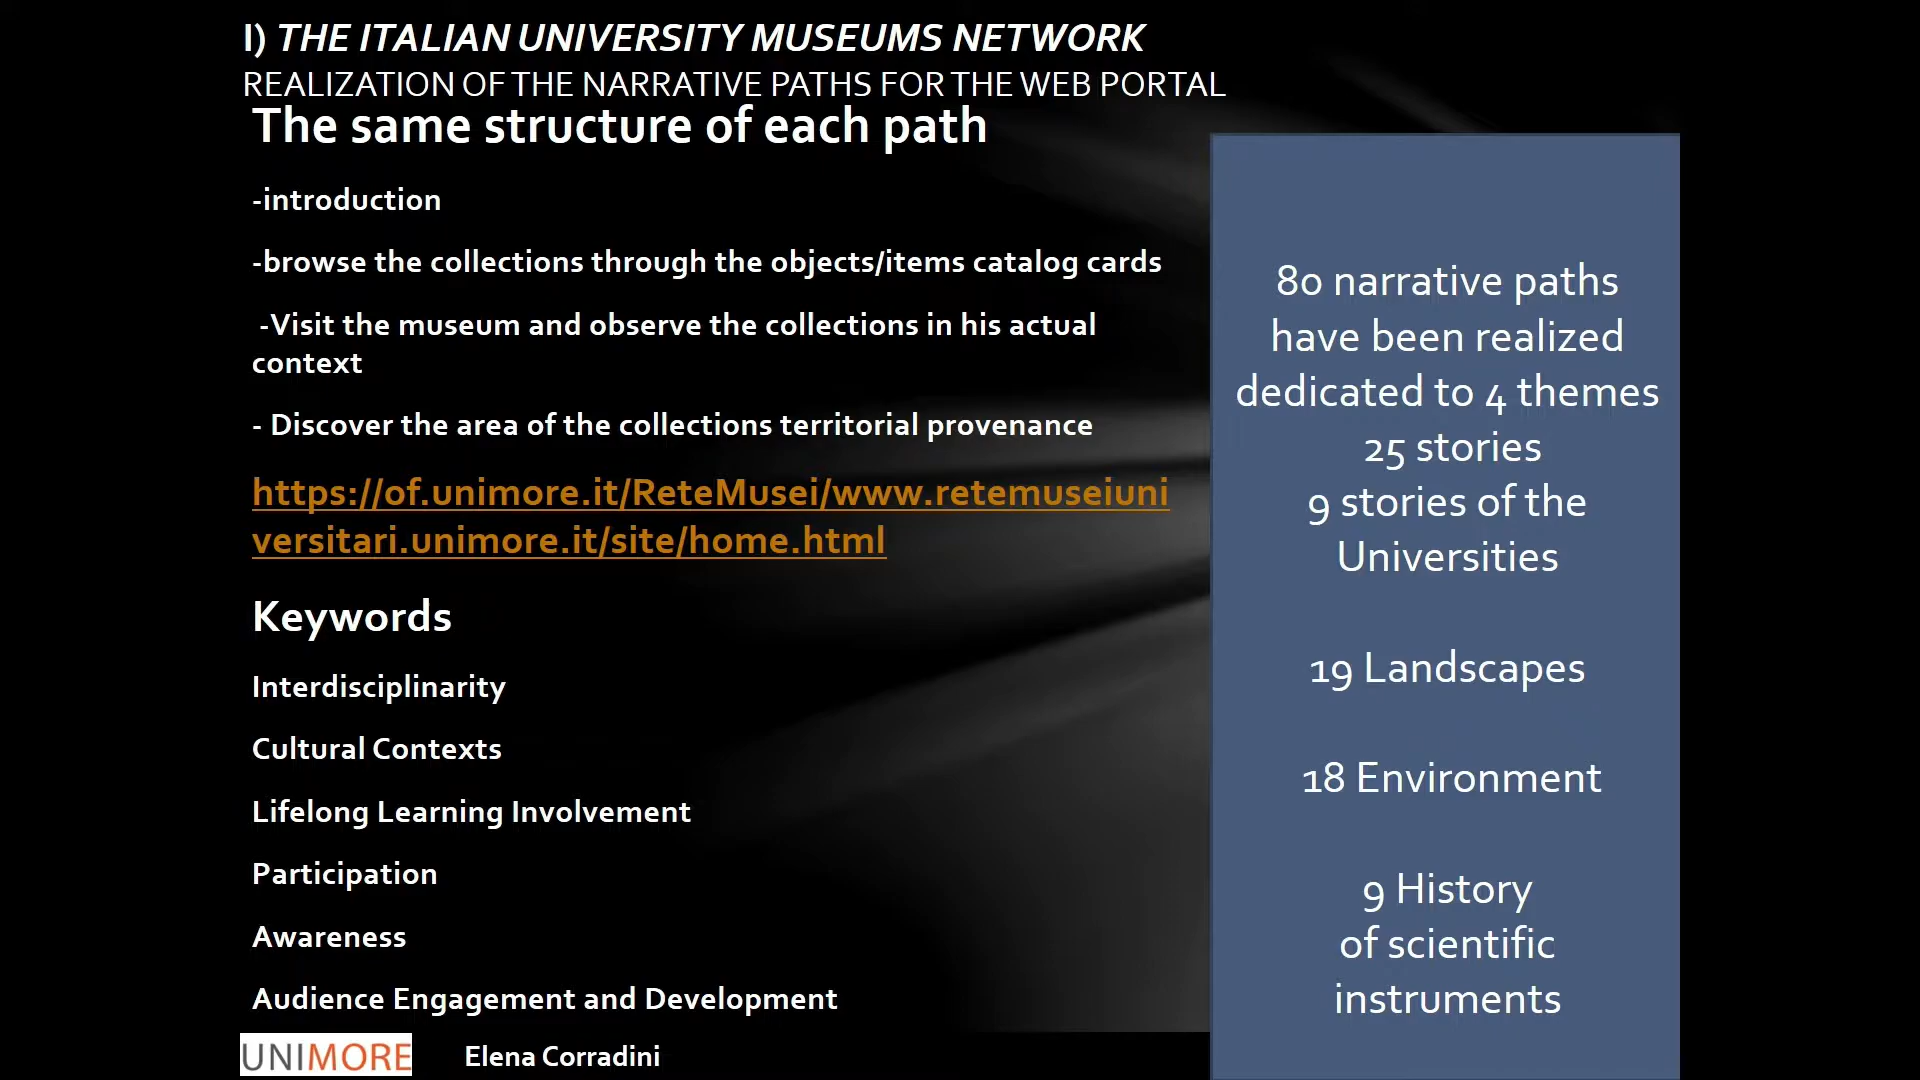 I) THE ITALIAN UNIVERSITY MUSEUMS NETWORK
REALIZATION OF THE NARRATIVE PATHS FOR THE WEB PORTAL
The same structure of each path
-introduction
-browse the collections through the objects/items catalog cards
-Visit the museum and observe the collections in his actual
context
- Discover the area of the collections territorial provenance
https://of.unimore.it/ReteMusei/www.retemuseiuni
versitari.unimore.it/site/home.html
Keywords
Interdisciplinarity
Cultural Contexts
Lifelong Learning Involvement
Participation
Awareness
Audience Engagement and Development
UNIMORE
Elena Corradini
80 narrative paths
have been realized
dedicated to 4 themes
25 stories
9 stories of the
Universities
19 Landscapes
18 Environment
9 History
of scientific
instruments